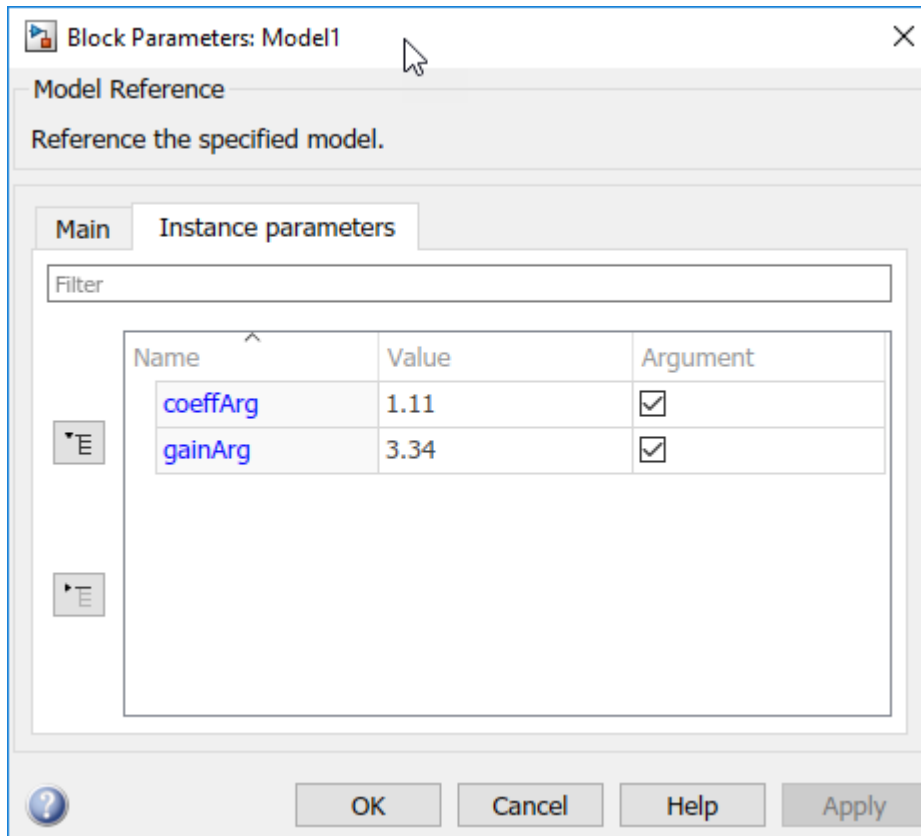 Block Parameters: Model1
Model Reference
Reference the specified model.
Main Instance parameters
Filter
Name Value Argument
coeffArg 1.11
gainArg 3.34
OK Cancel Help Apply